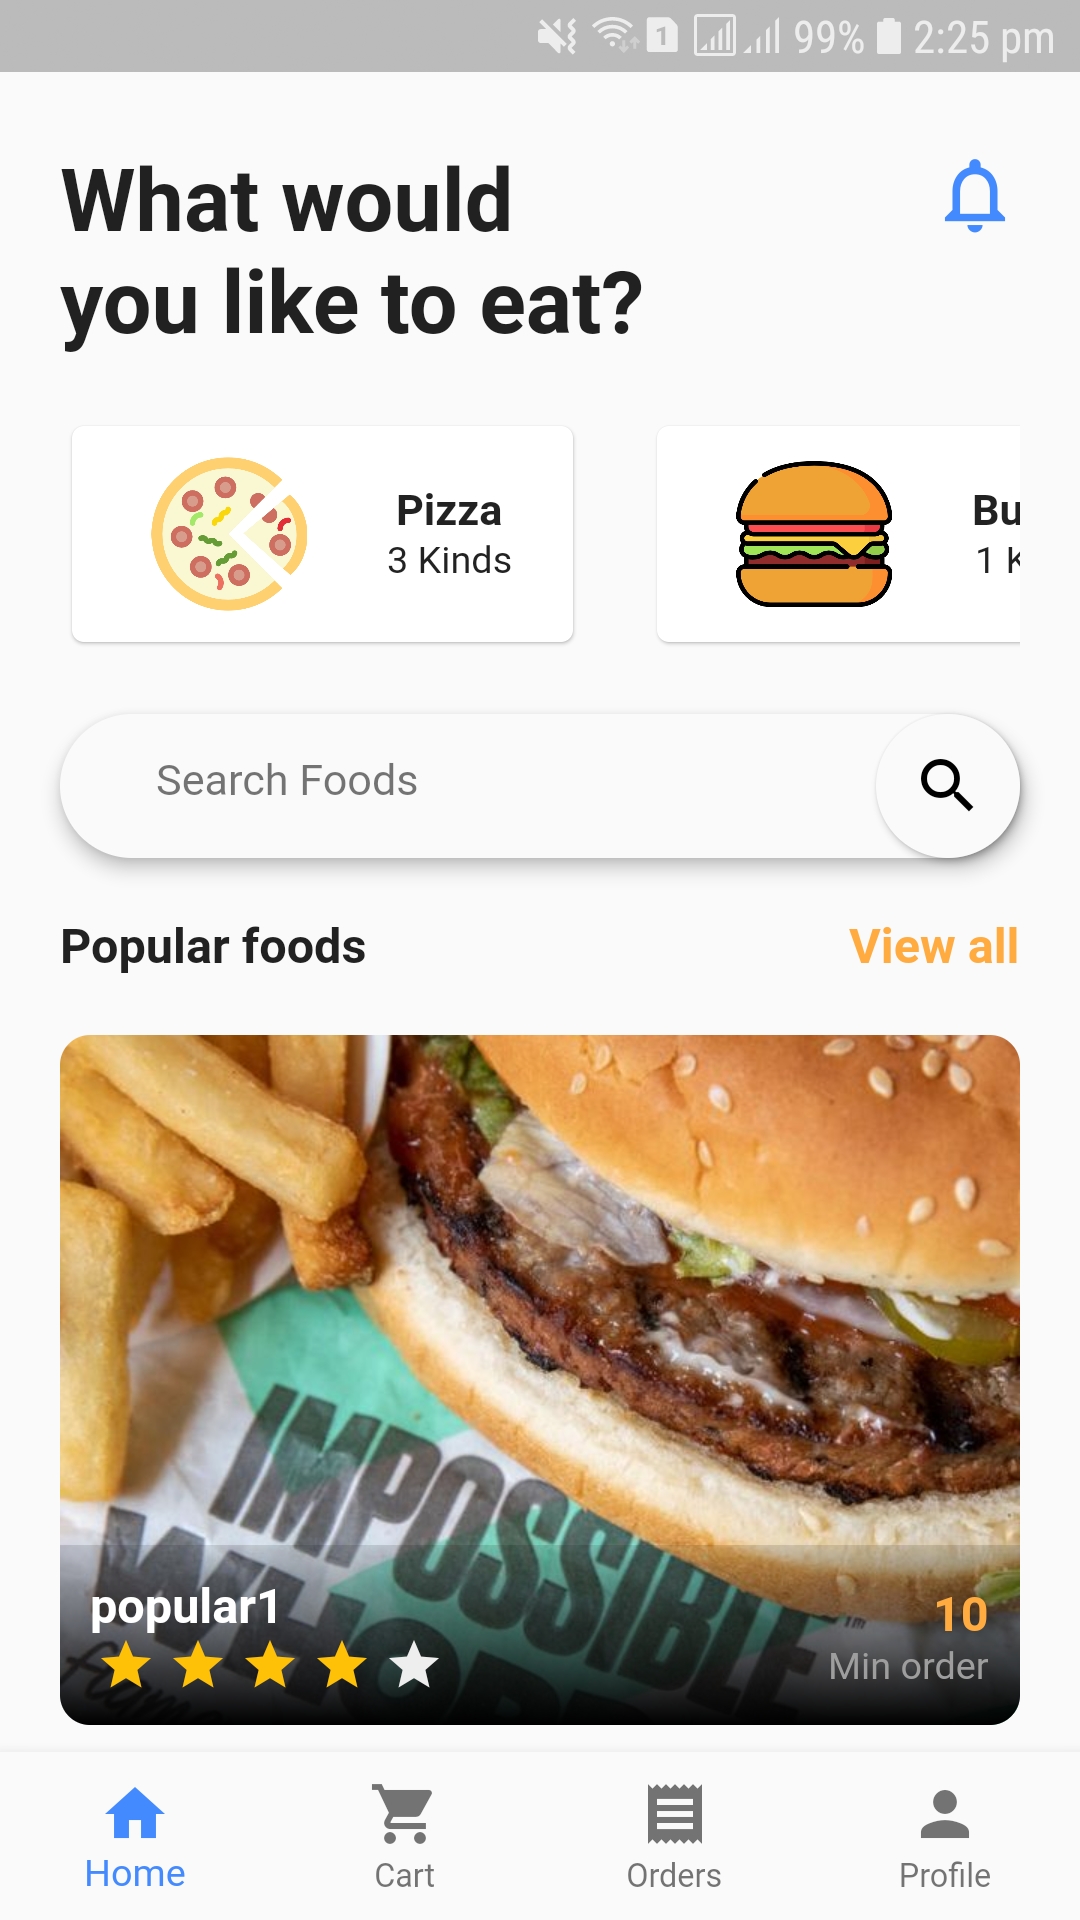 1 99% 2:25 pm
What would
you like to eat?
Pizza
3 Kinds
Bu
1 K
Search Foods
Popular foods
View all
IMPOSSIBLE
WHOPP
popular1
10
Min order
Home
Cart
Orders
Profile